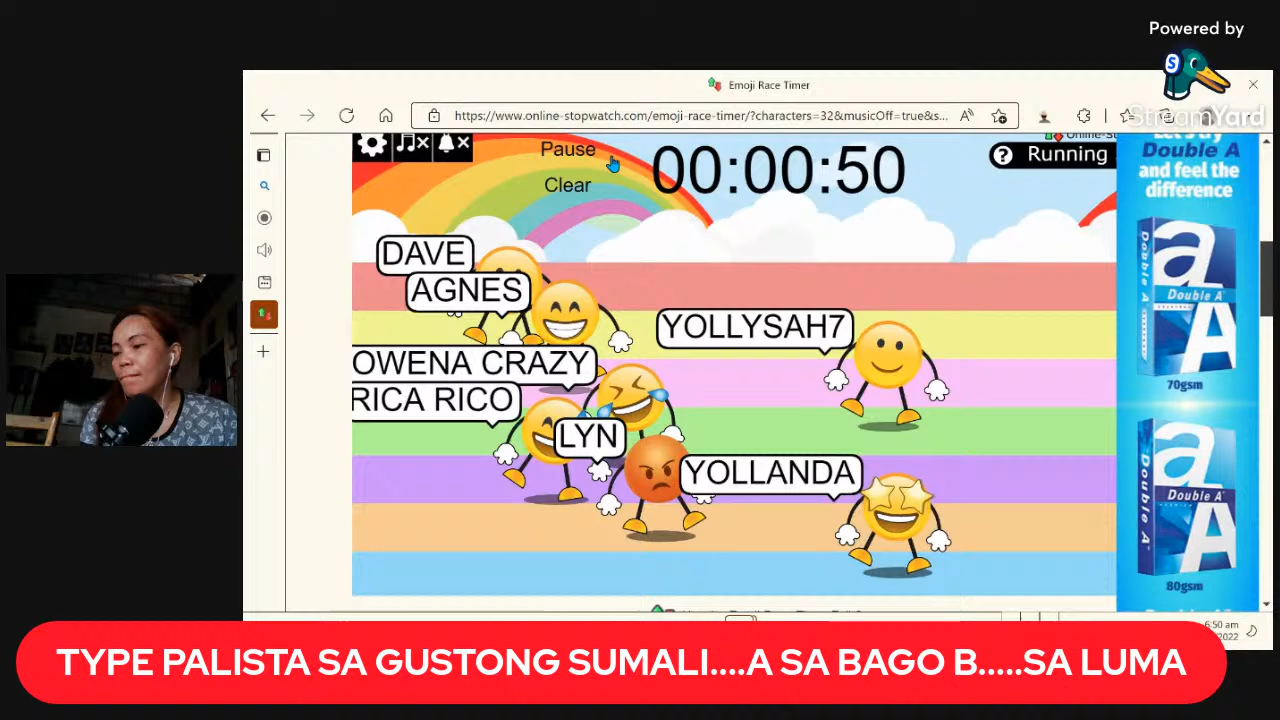 Powered by
StreamYard
Emoji Race Timer
https://www.online-stopwatch.com/emoji-race-timer/?characters=32&musicOff=true&s...
Pause
Clear
00:00:50
Running
DAVE
AGNES
YOLLYSAH7
OWENA CRAZY
RICA RICO
LYN
YOLLANDA
Double A
and feel the
difference
Double A
70gsm
Double A
80gsm
6:50 am
2022
TYPE PALISTA SA GUSTONG SUMALI....A SA BAGO B.....SA LUMA